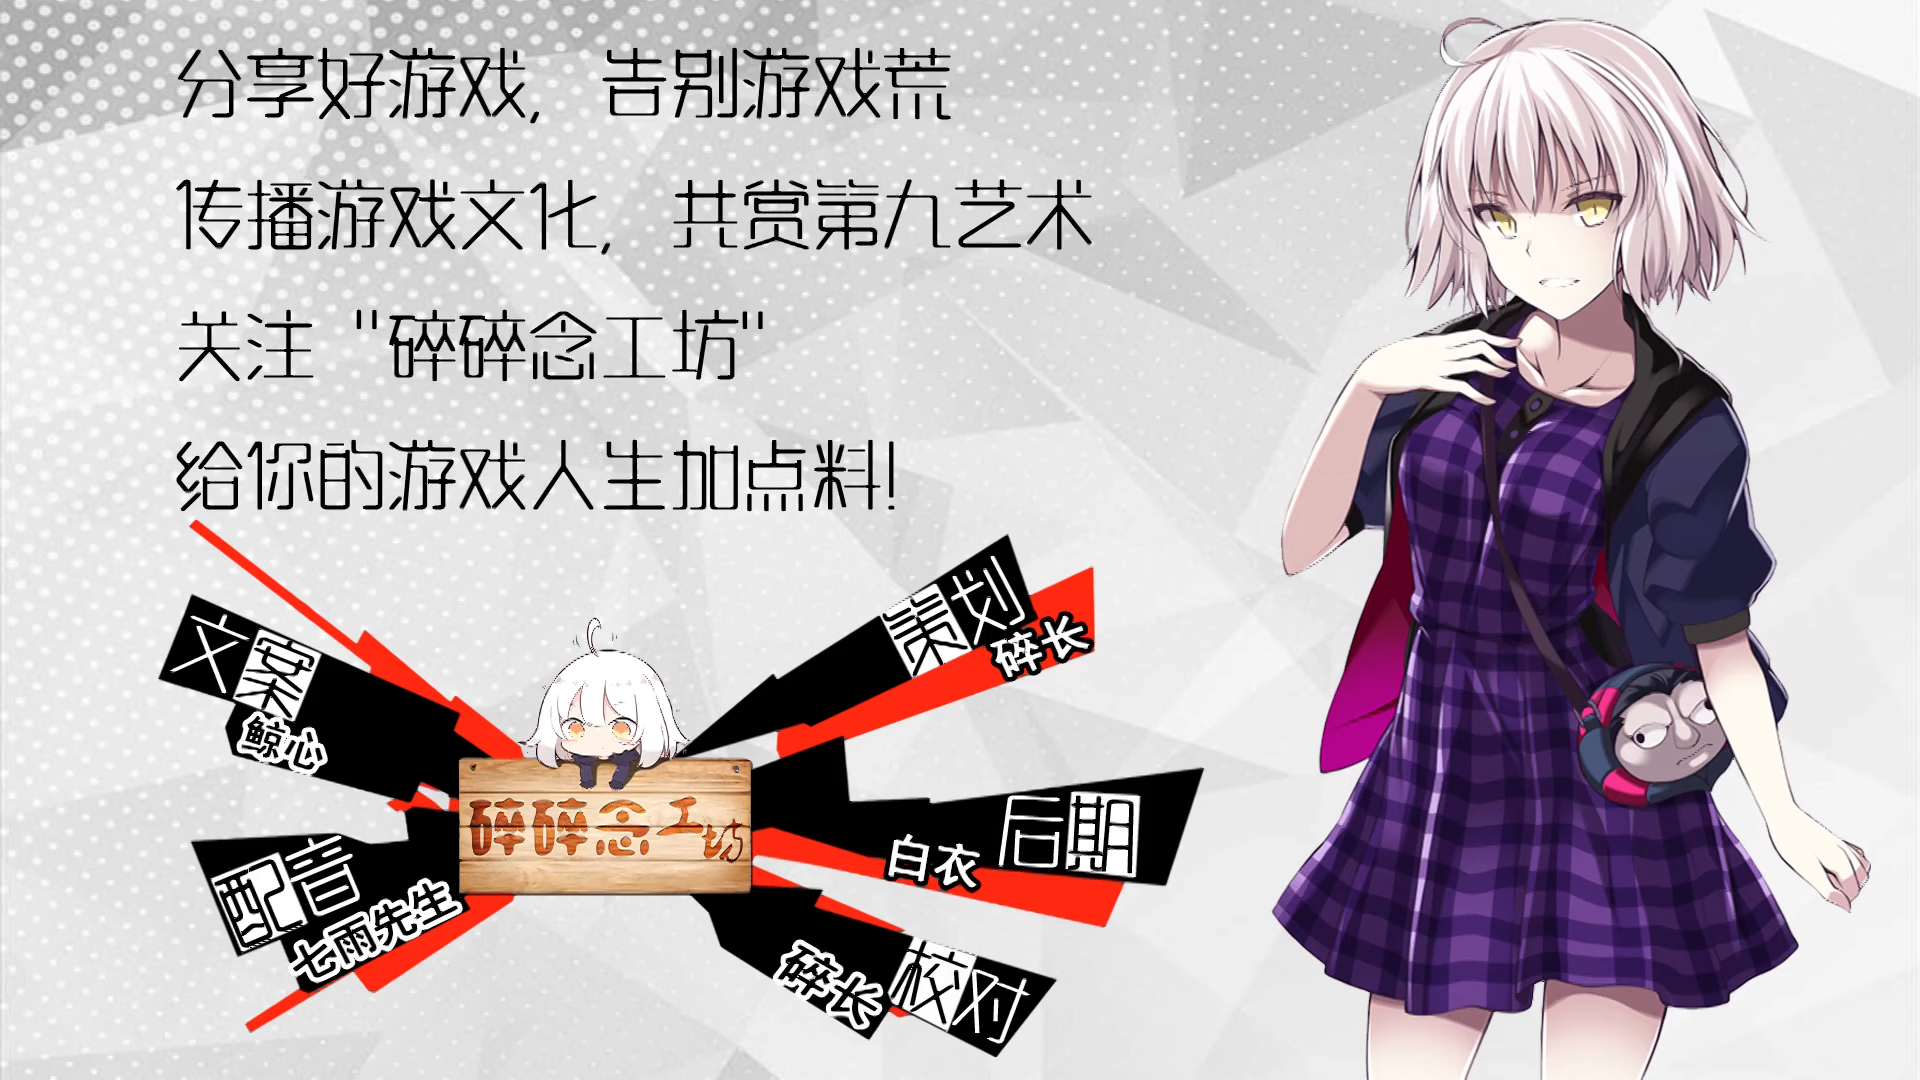 分享好游戏，告别游戏荒
传播游戏文化，共赏第九艺术
关注 "碎碎念工坊"
给你的游戏人生加点料！
策划
碎长
文案
鲸心
碎碎念工坊
后期
白衣
配音
七雨先生
校对
碎长